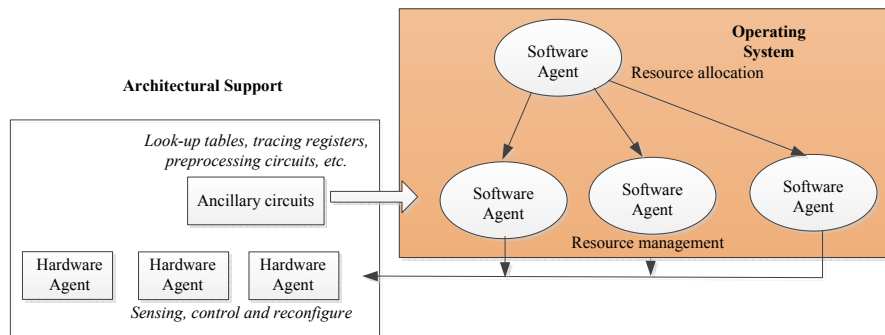 Architectural Support
Look-up tables, tracing registers,
preprocessing circuits, etc.
Ancillary circuits
Hardware
Agent
Hardware
Agent
Hardware
Agent
Sensing, control and reconfigure
Operating
System
Software
Agent
Resource allocation
Software
Agent
Software
Agent
Software
Agent
Resource management